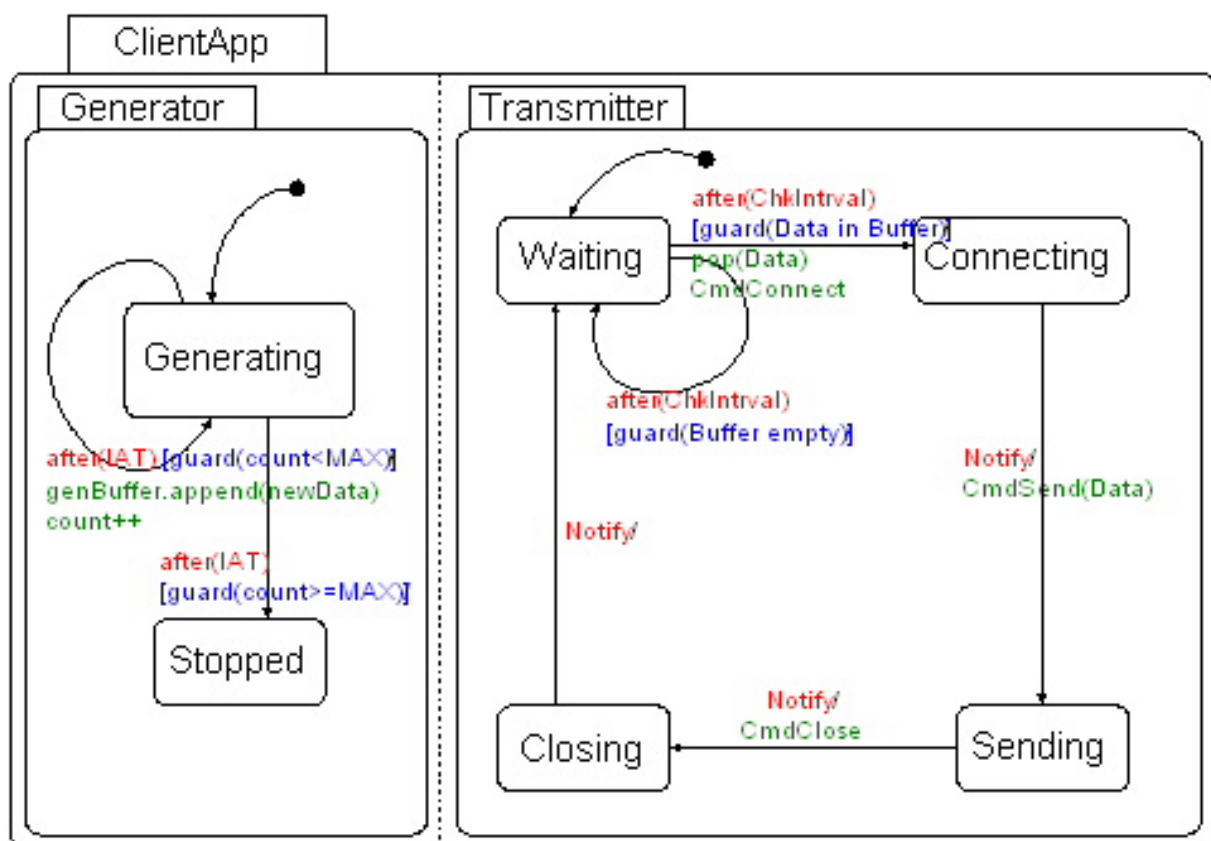 ClientApp
Generator
Transmitter
after(ChkIntrval)
[guard(Data in Buffer)]
Waiting
Connecting
pop(Data)
CmdConnect
Generating
after(ChkIntrval)
[guard(Buffer empty)]
after(IAT) [guard(count<MAX)]
genBuffer.append(newData)
count++
Notify/
CmdSend(Data)
Notify/
after(IAT)
[guard(count>=MAX)]
Stopped
Notify/
CmdClose
Closing
Sending